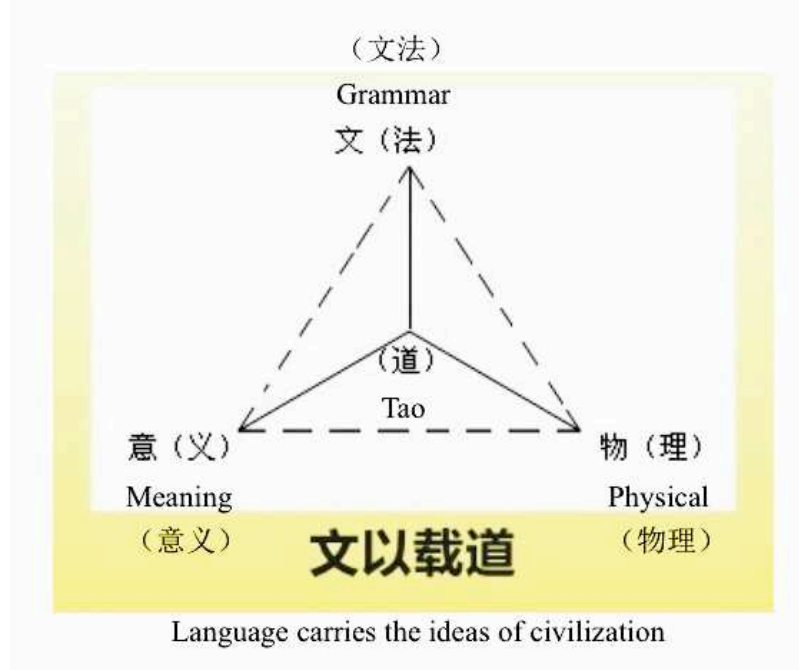 （文法）
Grammar
文（法）
（道）
Tao
意（义）
物（理）
Meaning
Physical
（意义）
文以载道
（物理）
Language carries the ideas of civilization